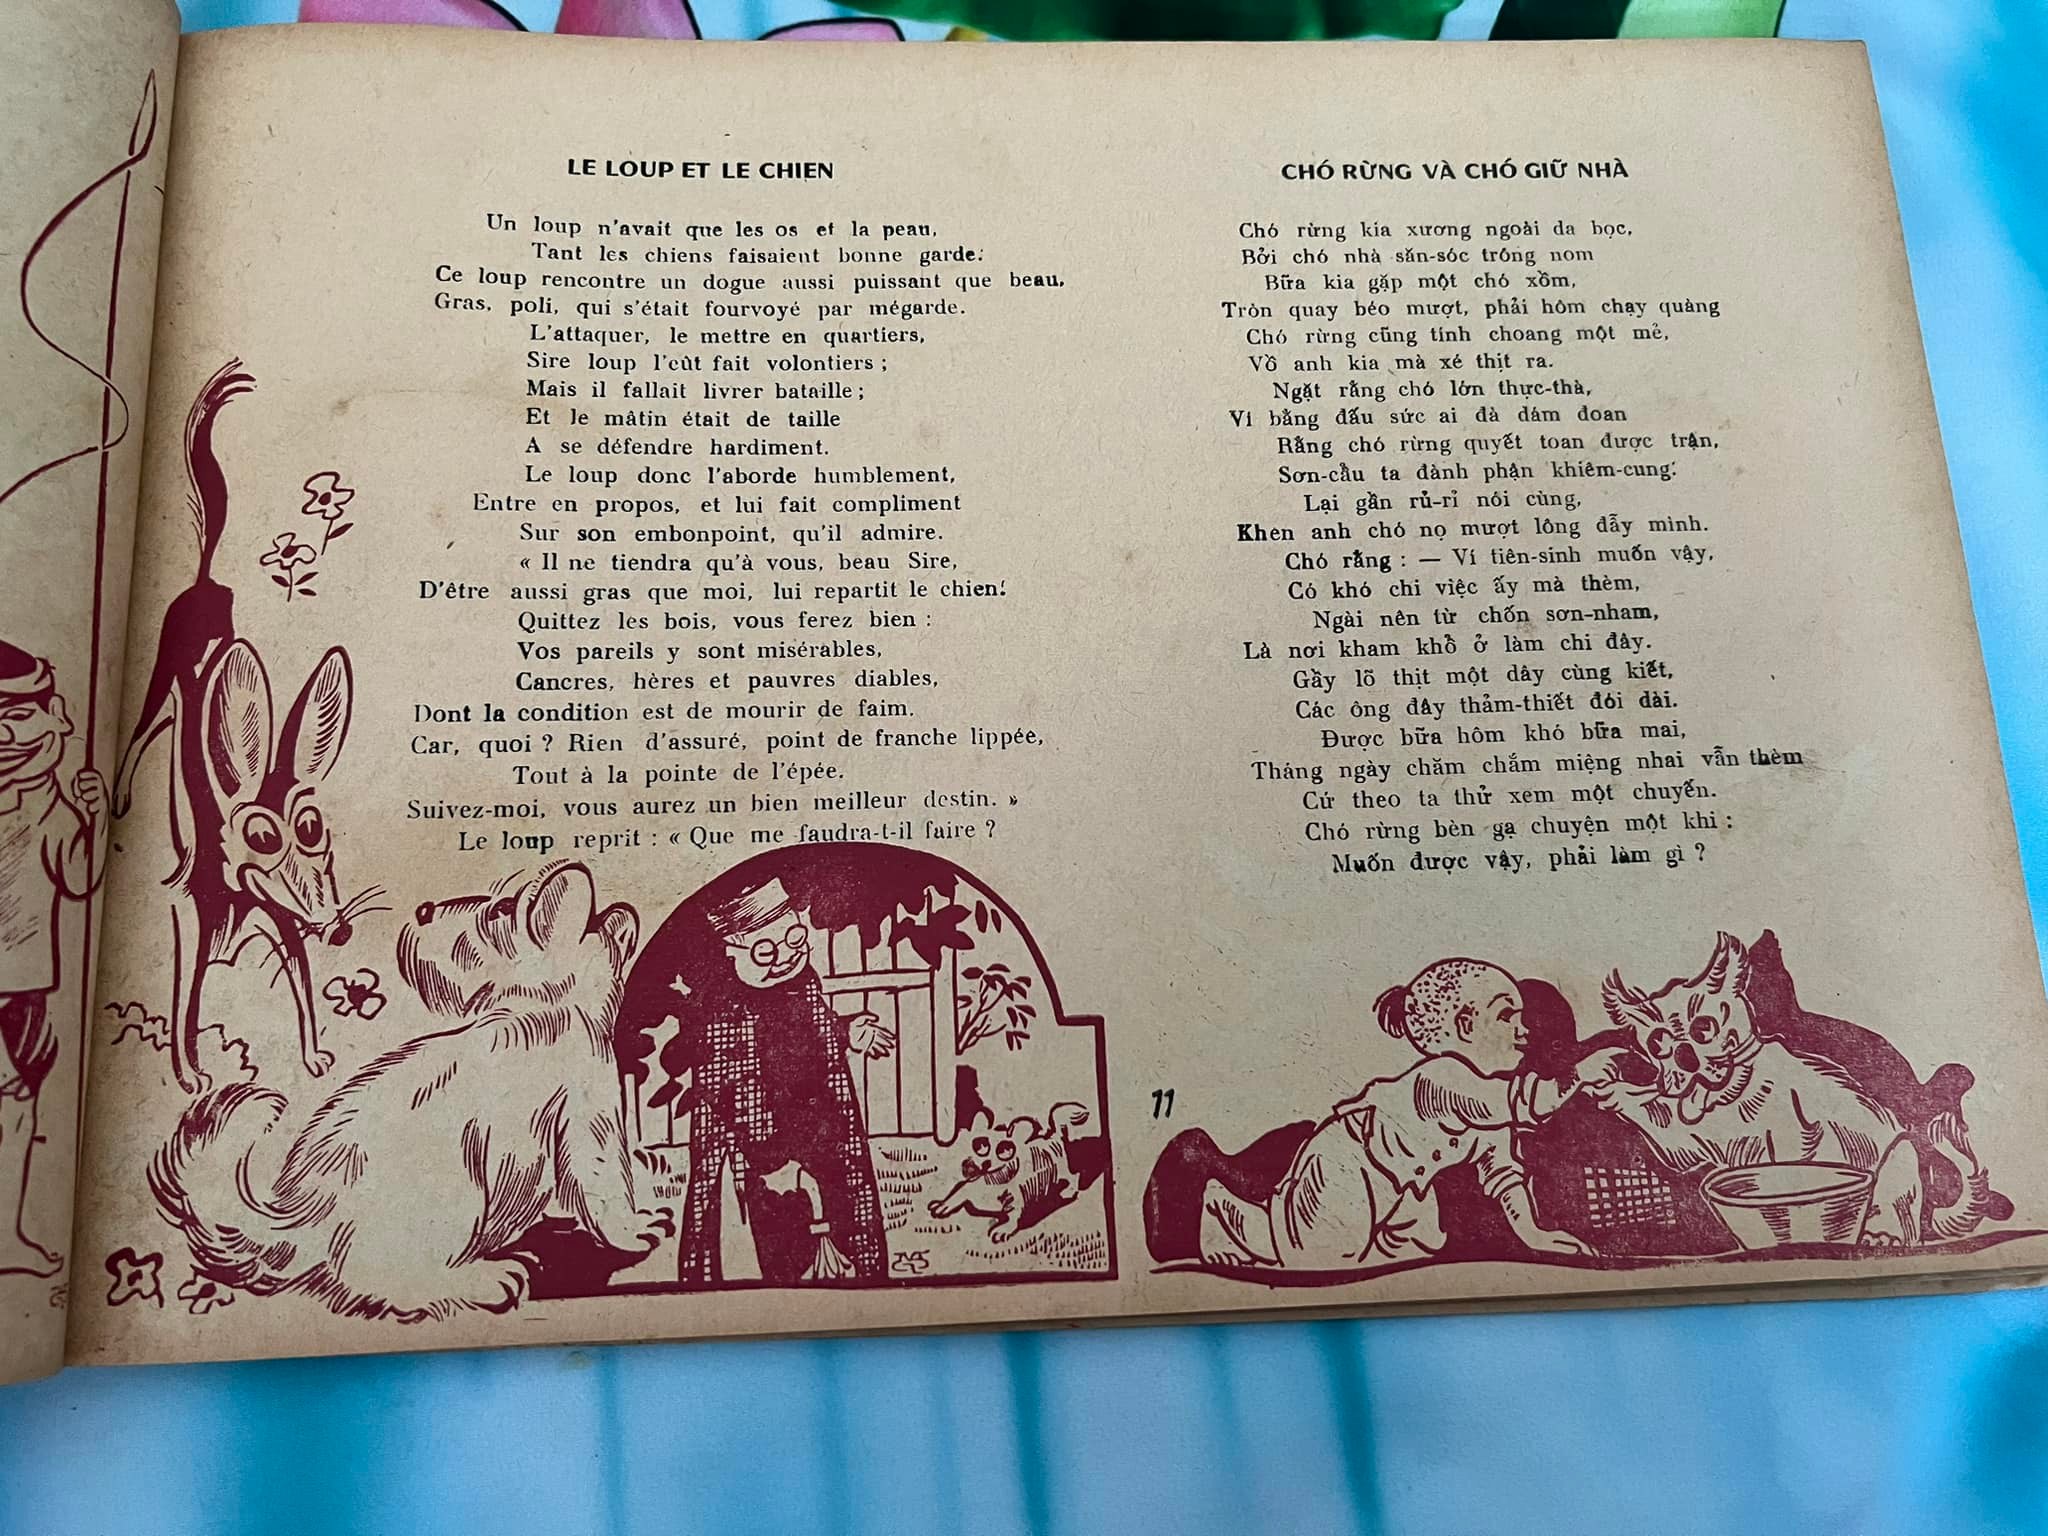 LE LOUP ET LE CHIEN
Un loup n'avait que les os et la peau,
Tant les chiens faisaient bonne garde.
Ce loup rencontre un dogue aussi puissant que beau,
Gras, poli, qui s'était fourvoyé par mégarde.
L'attaquer, le mettre en quartiers,
Sire loup l'eût fait volontiers ;
Mais il fallait livrer bataille ;
Et le mâtin était de taille
A se défendre hardiment.
Le loup donc l'aborde humblement,
Entre en propos, et lui fait compliment
Sur son embonpoint, qu'il admire.
« Il ne tiendra qu'à vous, beau Sire,
D'être aussi gras que moi, lui repartit le chien.
Quittez les bois, vous ferez bien :
Vos pareils y sont misérables,
Cancres, hères et pauvres diables,
Dont la condition est de mourir de faim.
Car, quoi ? Rien d'assuré, point de franche lippée,
Tout à la pointe de l'épée.
Suivez-moi, vous aurez un bien meilleur destin. »
Le loup reprit : « Que me faudra-t-il faire ?
CHÓ RỪNG VÀ CHÓ GIỮ NHÀ
Chó rừng kia xương ngoài da bọc,
Bởi chó nhà săn-sóc trông nom
Bữa kia gặp một chó xồm,
Tròn quay béo mượt, phải hôm chạy quàng
Chó rừng cũng tính choang một mẻ,
Vồ anh kia mà xé thịt ra.
Ngặt rằng chó lớn thực-thà,
Ví bằng đấu sức ai đà dám đoan
Rằng chó rừng quyết toan được trận,
Sơn-cẩu ta đành phận khiêm-cung.
Lại gần rủ-rỉ nói cùng,
Khen anh chó nọ mượt lông đẫy mình.
Chó rằng : — Ví tiên-sinh muốn vậy,
Có khó chi việc ấy mà thèm,
Ngài nên từ chốn sơn-nham,
Là nơi kham khổ ở làm chi đây.
Gầy lõ thịt một dây cùng kiết,
Các ông đây thảm-thiết đói dài.
Được bữa hôm khó bữa mai,
Tháng ngày chăm chắm miệng nhai vẫn thèm
Cứ theo ta thử xem một chuyến.
Chó rừng bèn gạ chuyện một khi :
Muốn được vậy, phải làm gì ?
11